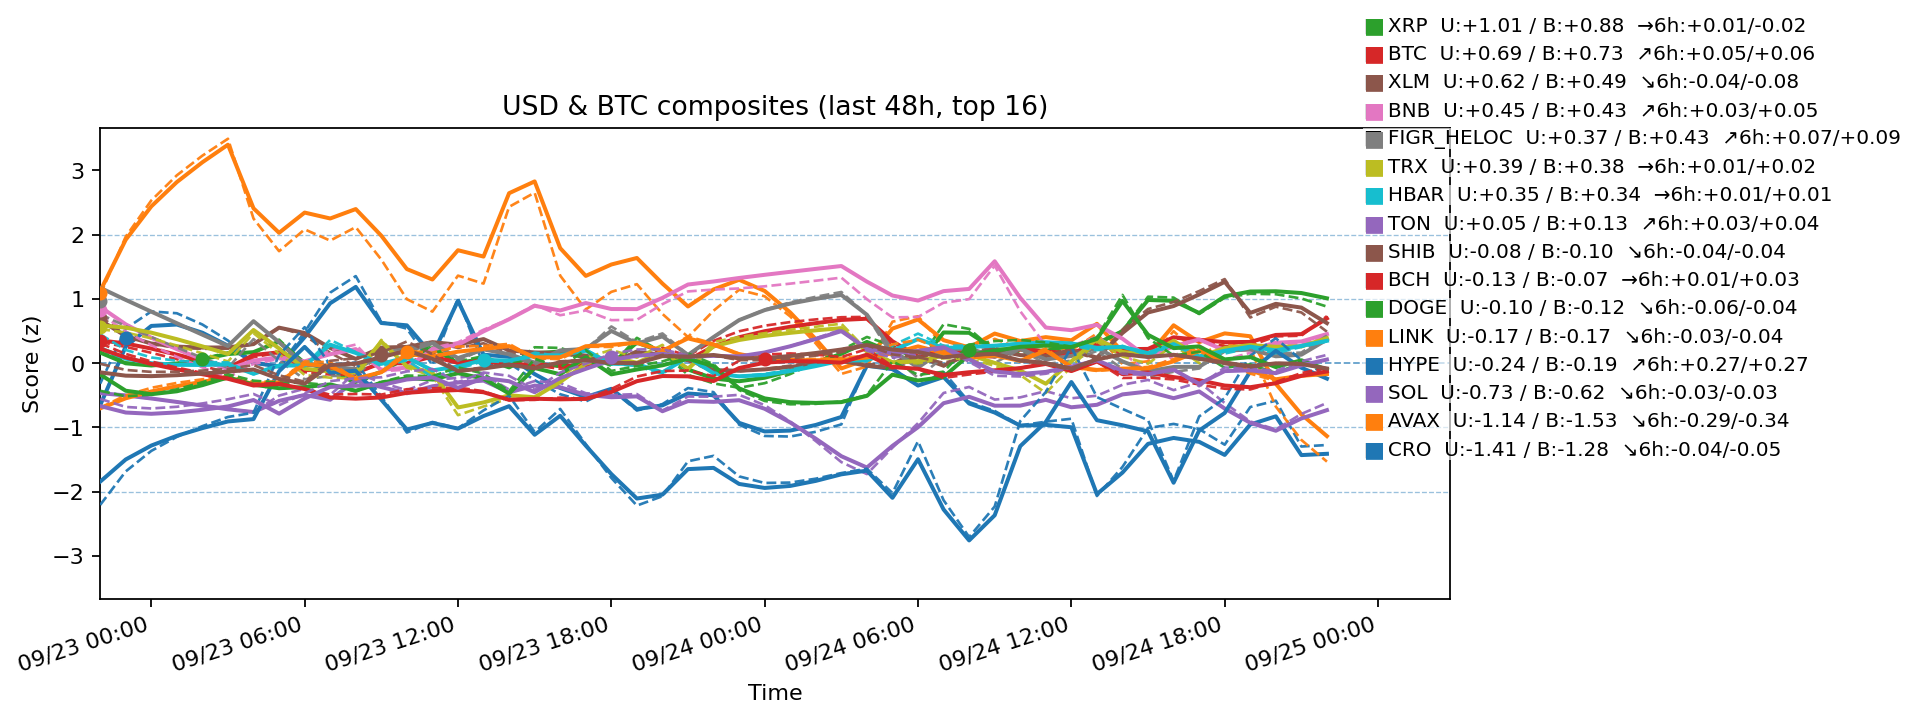 XRP  U:+1.01 / B:+0.88  →6h:+0.01/-0.02
BTC  U:+0.69 / B:+0.73  ↗6h:+0.05/+0.06
XLM  U:+0.62 / B:+0.49  ↘6h:-0.04/-0.08
BNB  U:+0.45 / B:+0.43  ↗6h:+0.03/+0.05
FIGR_HELOC  U:+0.37 / B:+0.43  ↗6h:+0.07/+0.09
TRX  U:+0.39 / B:+0.38  →6h:+0.01/+0.02
HBAR  U:+0.35 / B:+0.34  →6h:+0.01/+0.01
TON  U:+0.05 / B:+0.13  ↗6h:+0.03/+0.04
SHIB  U:-0.08 / B:-0.10  ↘6h:-0.04/-0.04
BCH  U:-0.13 / B:-0.07  →6h:+0.01/+0.03
DOGE  U:-0.10 / B:-0.12  ↘6h:-0.06/-0.04
LINK  U:-0.17 / B:-0.17  ↘6h:-0.03/-0.04
HYPE  U:-0.24 / B:-0.19  ↗6h:+0.27/+0.27
SOL  U:-0.73 / B:-0.62  ↘6h:-0.03/-0.03
AVAX  U:-1.14 / B:-1.53  ↘6h:-0.29/-0.34
CRO  U:-1.41 / B:-1.28  ↘6h:-0.04/-0.05
USD & BTC composites (last 48h, top 16)
Score (z)
3
2
1
0
−1
−2
−3
09/23 00:00
09/23 06:00
09/23 12:00
09/23 18:00
09/24 00:00
09/24 06:00
09/24 12:00
09/24 18:00
09/25 00:00
Time